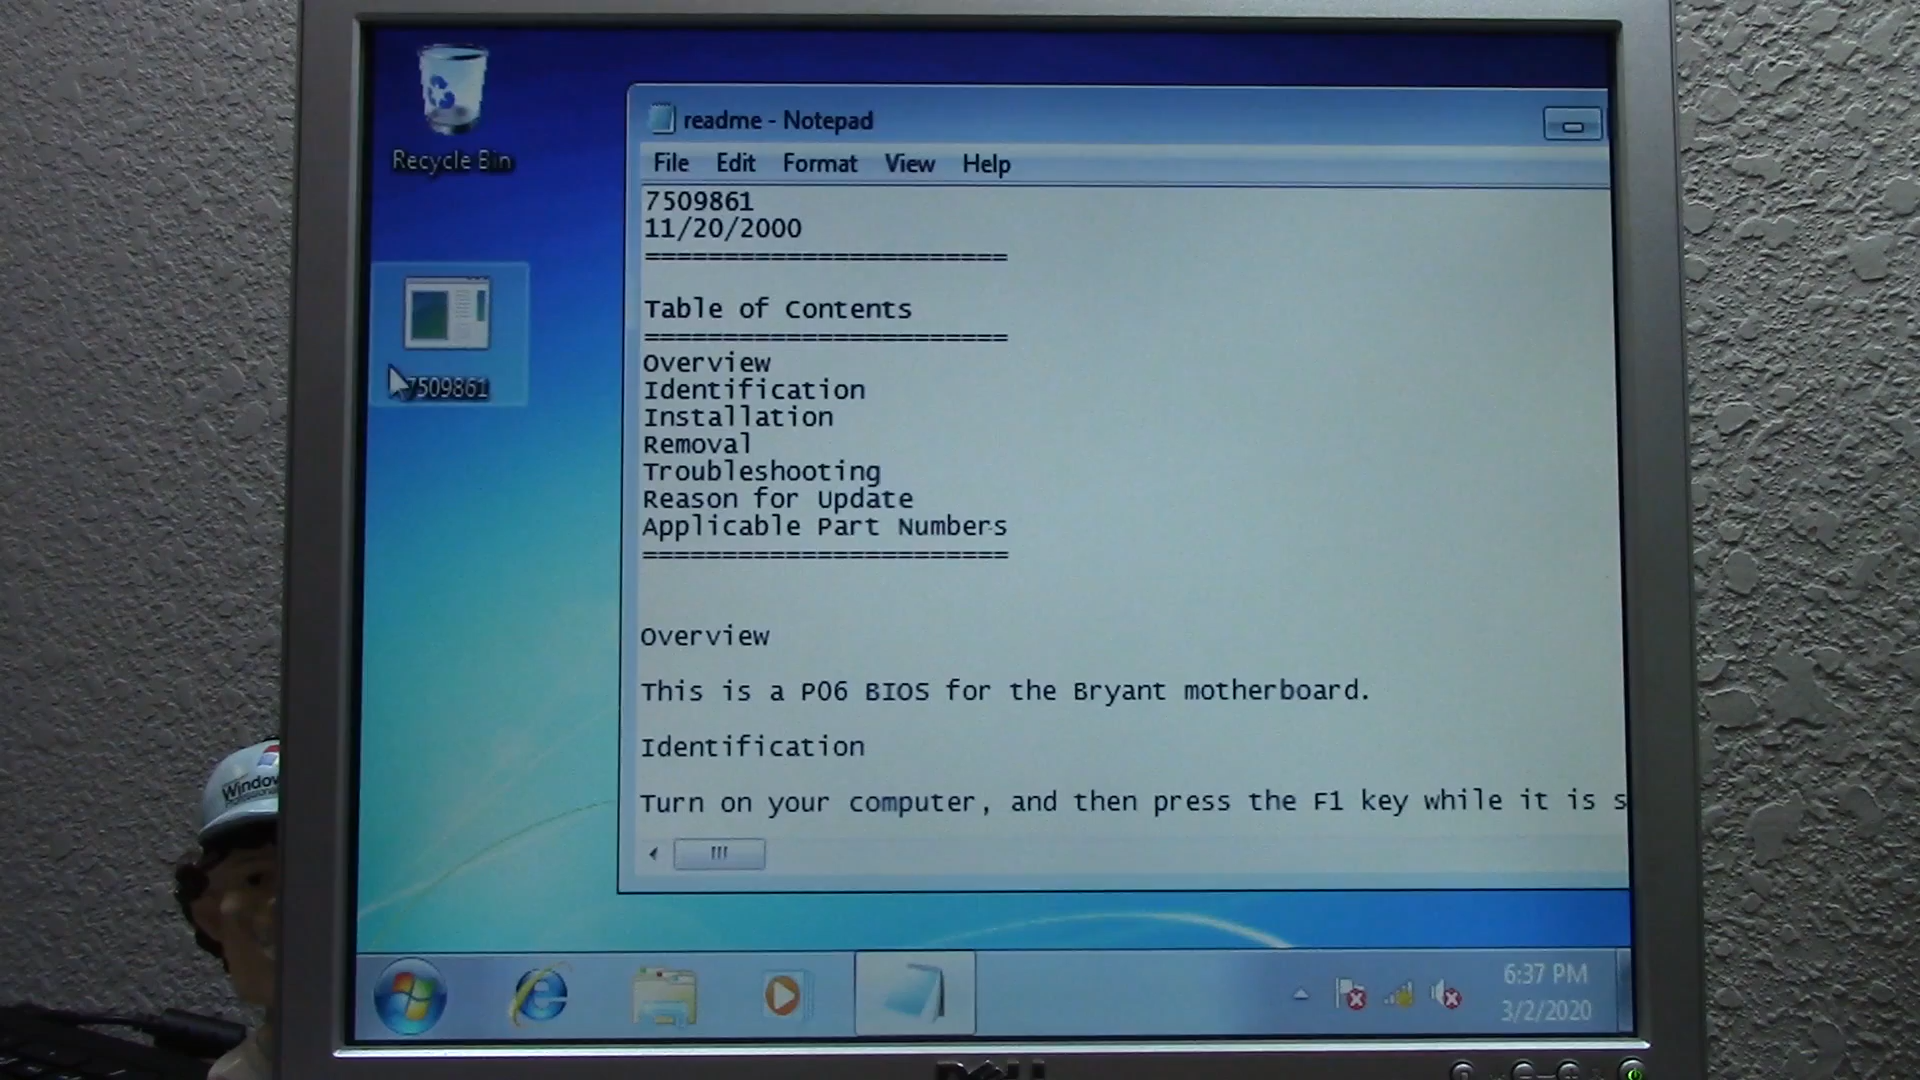 Recycle Bin
7509861
readme - Notepad
File Edit Format View Help
7509861
11/20/2000
=======================
Table of Contents
=======================
Overview
Identification
Installation
Removal
Troubleshooting
Reason for Update
Applicable Part Numbers
=======================
Overview
This is a P06 BIOS for the Bryant motherboard.
Identification
Turn on your computer, and then press the F1 key while it is s
6:37 PM
3/2/2020
Window
DELL